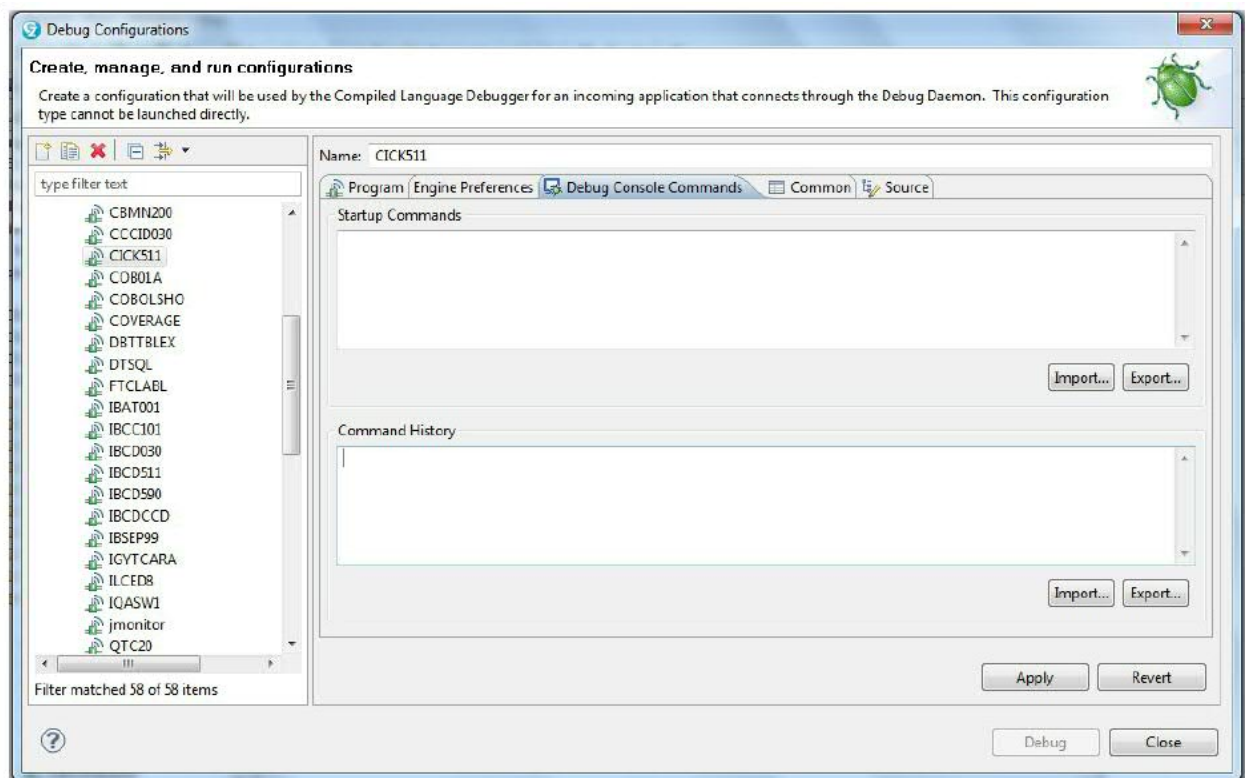 Debug Configurations
Create, manage, and run configurations
Create a configuration that will be used by the Compiled Language Debugger for an incoming application that connects through the Debug Daemon. This configuration
type cannot be launched directly.
type filter text
CBMN200
CCCID030
CICK511
COB01A
COBOLSHO
COVERAGE
DBTTBLEX
DTSQL
FTCLABL
IBAT001
IBCC101
IBCD030
IBCD511
IBCD590
IBCDCCD
IBSEP99
IGYTCARA
ILCED8
IQASW1
jmonitor
QTC20
Filter matched 58 of 58 items
Name: CICK511
Program Engine Preferences Debug Console Commands Common Source
Startup Commands
Import... Export...
Command History
Import... Export...
Apply Revert
Debug Close